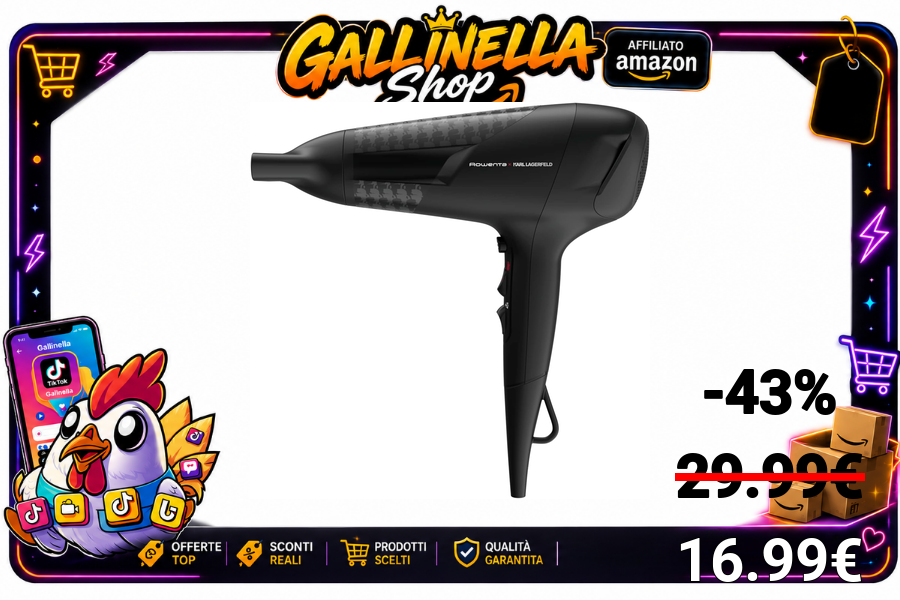 GALLINELLA
Shop
AFFILIATO
amazon
Rowenta × KARL LAGERFELD
Gallinella
TikTok
Gallinella
-43%
29.99€
16.99€
OFFERTE
TOP
SCONTI
REALI
PRODOTTI
SCELTI
QUALITÀ
GARANTITA